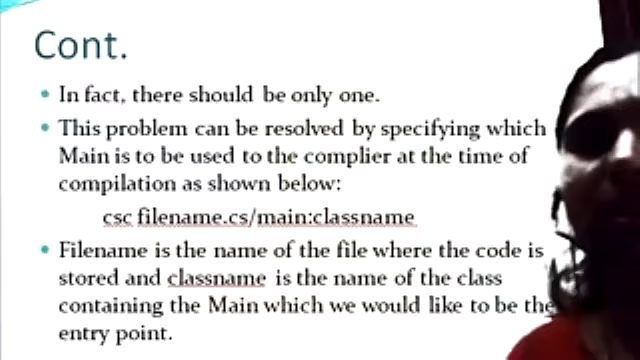 Cont.
• In fact, there should be only one.
• This problem can be resolved by specifying which
Main is to be used to the complier at the time of
compilation as shown below:
csc filename.cs/main:classname
• Filename is the name of the file where the code is
stored and classname is the name of the class
containing the Main which we would like to be the
entry point.